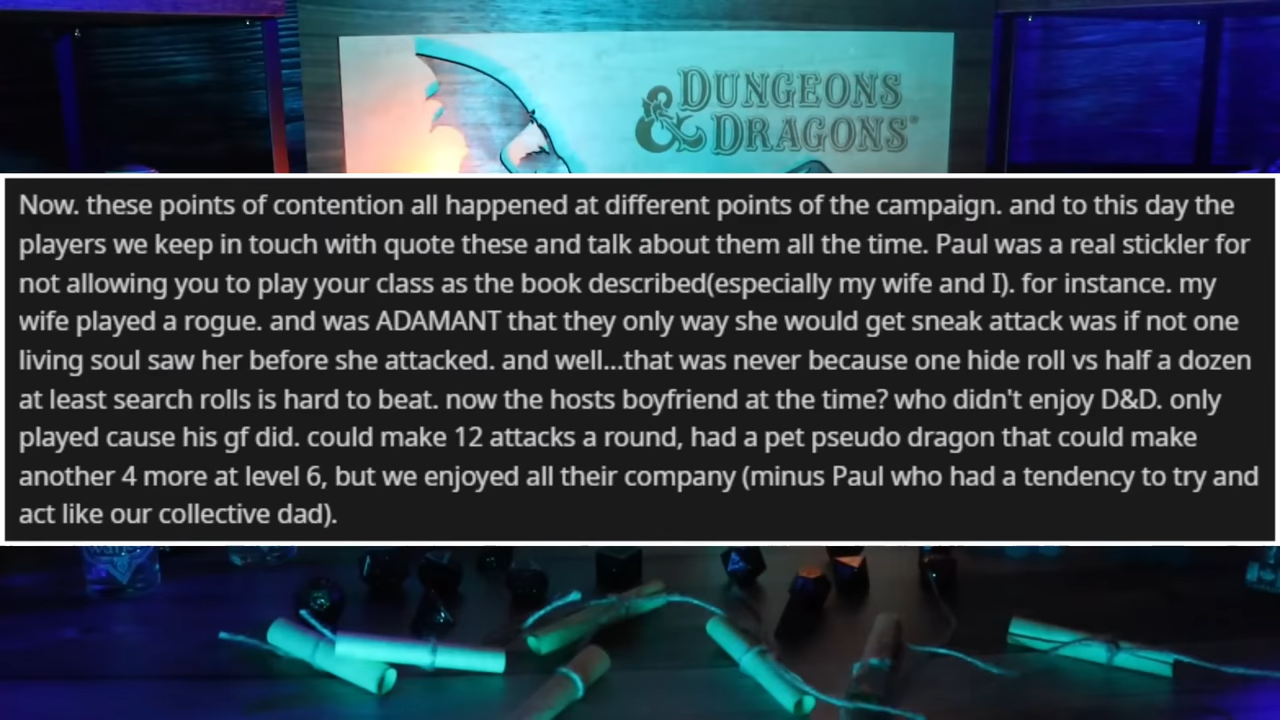 DUNGEONS
& DRAGONS®
Now. these points of contention all happened at different points of the campaign. and to this day the
players we keep in touch with quote these and talk about them all the time. Paul was a real stickler for
not allowing you to play your class as the book described(especially my wife and I). for instance. my
wife played a rogue. and was ADAMANT that they only way she would get sneak attack was if not one
living soul saw her before she attacked. and well...that was never because one hide roll vs half a dozen
at least search rolls is hard to beat. now the hosts boyfriend at the time? who didn't enjoy D&D. only
played cause his gf did. could make 12 attacks a round, had a pet pseudo dragon that could make
another 4 more at level 6, but we enjoyed all their company (minus Paul who had a tendency to try and
act like our collective dad).